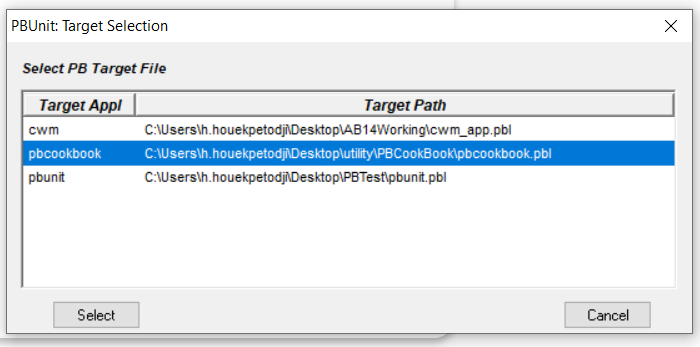 PBUnit: Target Selection
Select PB Target File
Target Appl Target Path
cwm C:\Users\h.houekpetodji\Desktop\AB14Working\cwm_app.pbl
pbcookbook C:\Users\h.houekpetodji\Desktop\utility\PBCookBook\pbcookbook.pbl
pbunit C:\Users\h.houekpetodji\Desktop\PBTest\pbunit.pbl
Select Cancel